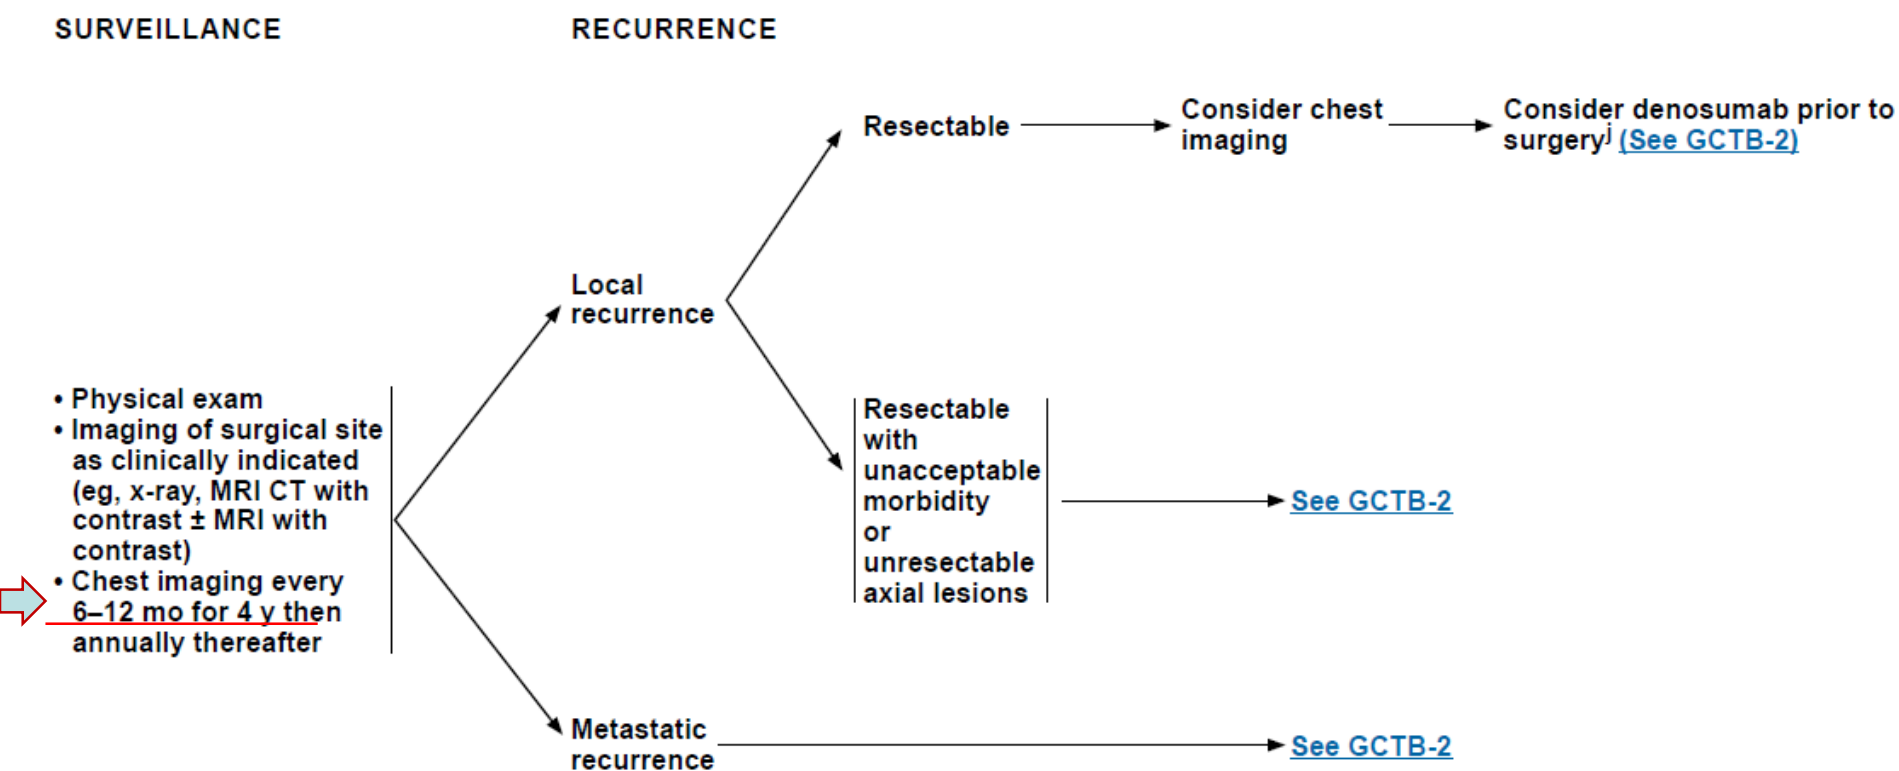 SURVEILLANCE
RECURRENCE
Resectable
Consider chest
imaging
Consider denosumab prior to
surgeryʲ (See GCTB-2)
Local
recurrence
• Physical exam
• Imaging of surgical site
as clinically indicated
(eg, x-ray, MRI CT with
contrast ± MRI with
contrast)
• Chest imaging every
6–12 mo for 4 y then
annually thereafter
Resectable
with
unacceptable
morbidity
or
unresectable
axial lesions
See GCTB-2
Metastatic
recurrence
See GCTB-2